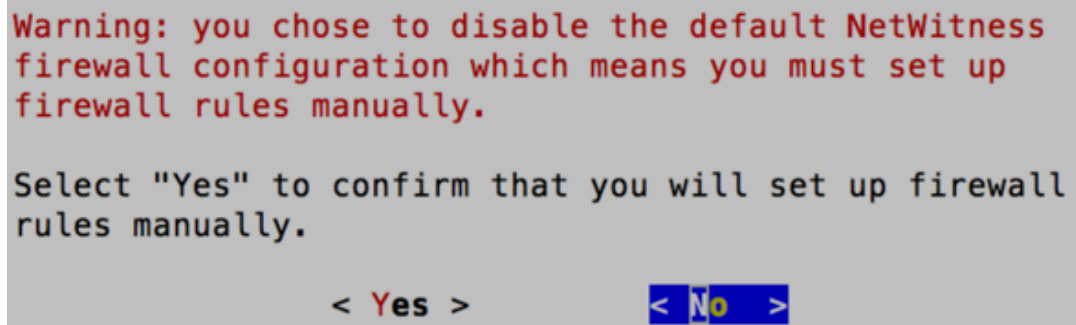 Warning: you chose to disable the default NetWitness
firewall configuration which means you must set up
firewall rules manually.
Select "Yes" to confirm that you will set up firewall
rules manually.
< Yes > < No >